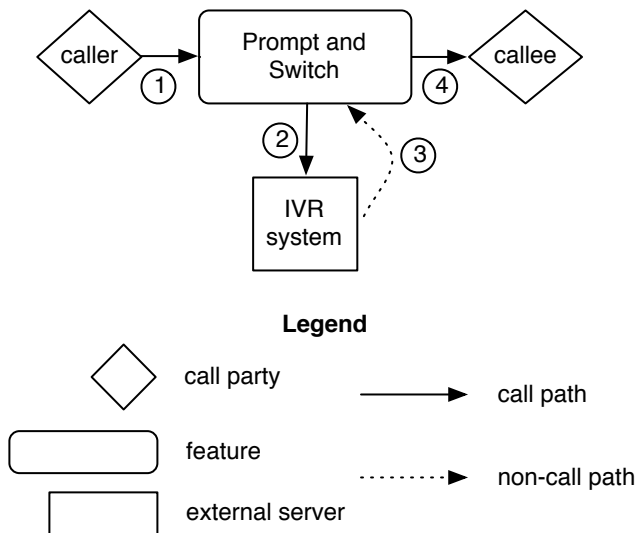 caller
Prompt and
Switch
callee
1
4
2
3
IVR
system
Legend
call party
call path
feature
non-call path
external server